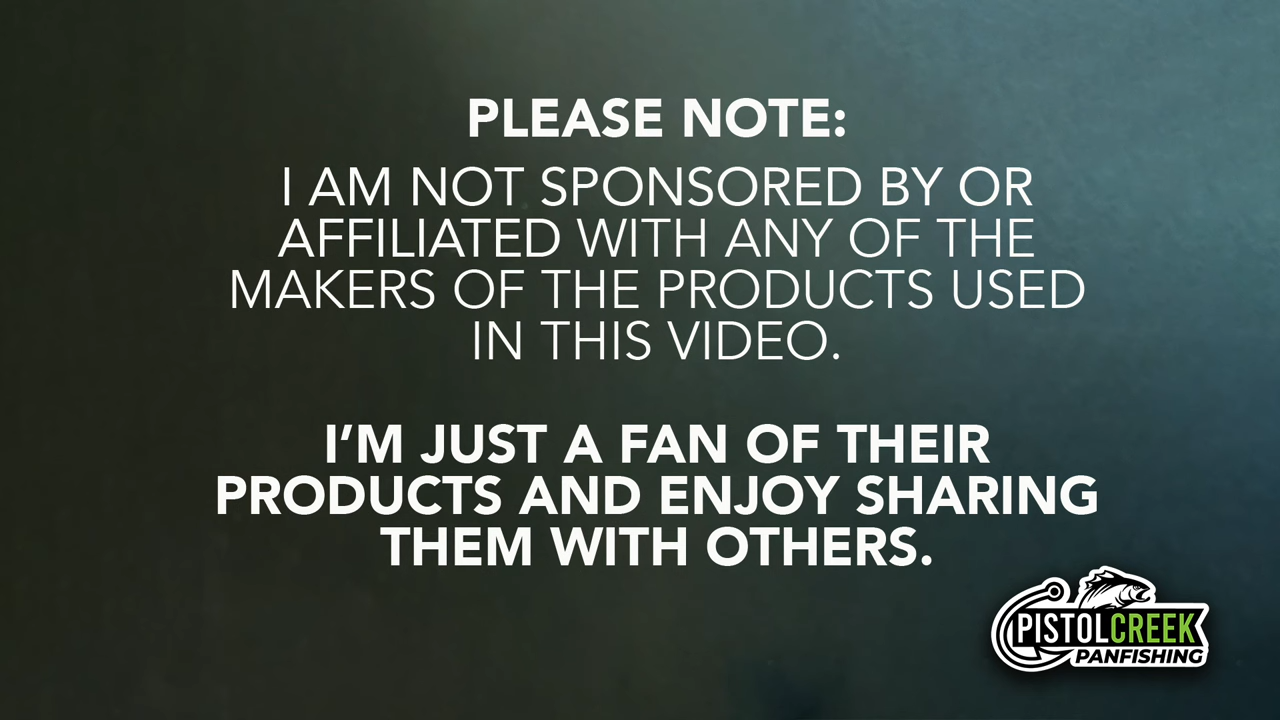 PLEASE NOTE:
I AM NOT SPONSORED BY OR
AFFILIATED WITH ANY OF THE
MAKERS OF THE PRODUCTS USED
IN THIS VIDEO.
I’M JUST A FAN OF THEIR
PRODUCTS AND ENJOY SHARING
THEM WITH OTHERS.
PISTOLCREEK
PANFISHING